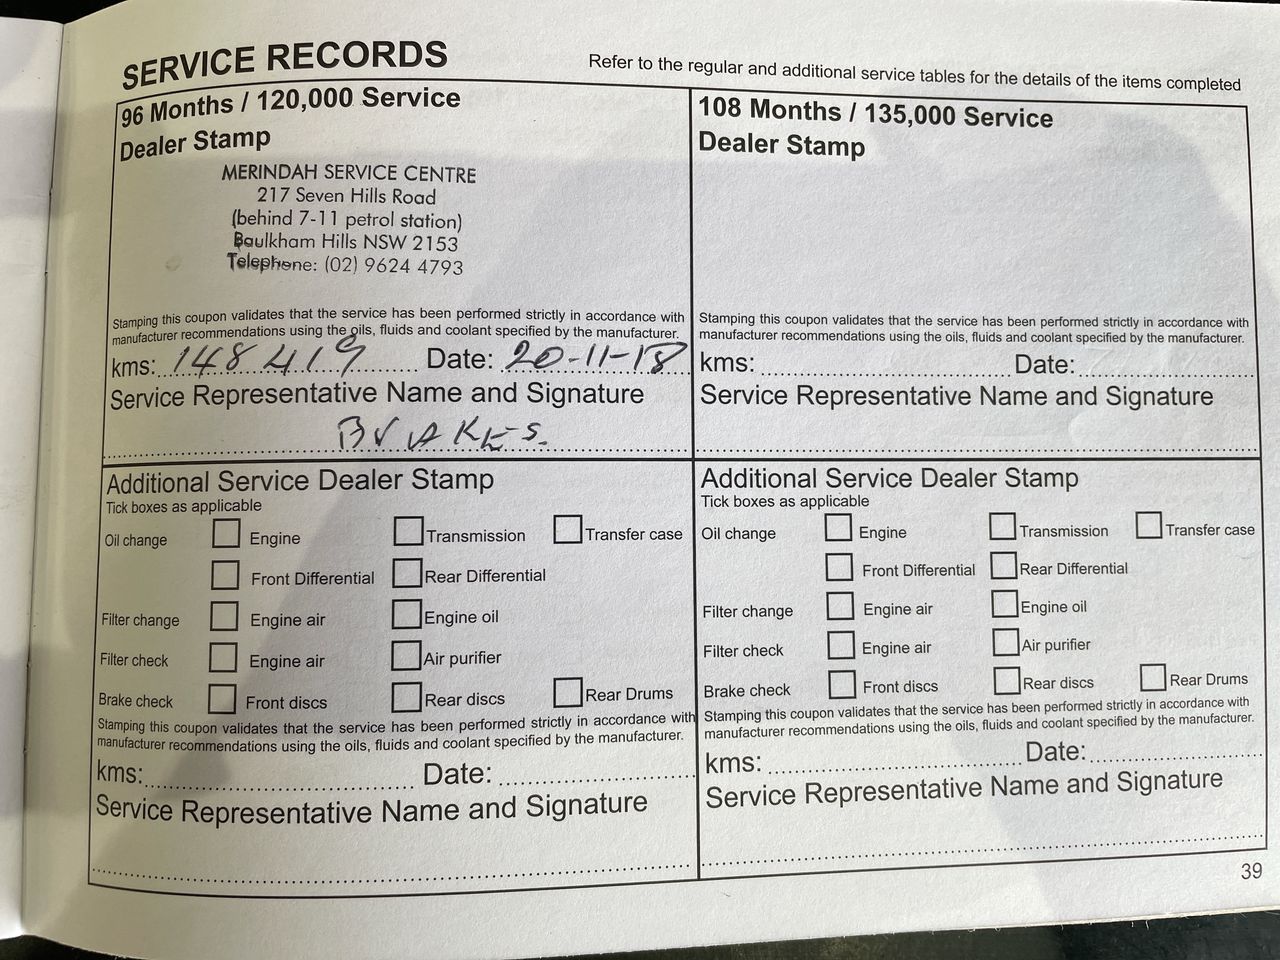 SERVICE RECORDS
Refer to the regular and additional service tables for the details of the items completed
96 Months / 120,000 Service
Dealer Stamp
MERINDAH SERVICE CENTRE
217 Seven Hills Road
(behind 7-11 petrol station)
Baulkham Hills NSW 2153
Telephone: (02) 9624 4793
Stamping this coupon validates that the service has been performed strictly in accordance with
manufacturer recommendations using the oils, fluids and coolant specified by the manufacturer.
kms: 148419 Date: 20-11-18
Service Representative Name and Signature
BRAKES.
Additional Service Dealer Stamp
Tick boxes as applicable
Oil change Engine Transmission Transfer case
Front Differential Rear Differential
Filter change Engine air Engine oil
Filter check Engine air Air purifier
Brake check Front discs Rear discs Rear Drums
Stamping this coupon validates that the service has been performed strictly in accordance with
manufacturer recommendations using the oils, fluids and coolant specified by the manufacturer.
kms: Date:
Service Representative Name and Signature
108 Months / 135,000 Service
Dealer Stamp
Stamping this coupon validates that the service has been performed strictly in accordance with
manufacturer recommendations using the oils, fluids and coolant specified by the manufacturer.
kms: Date:
Service Representative Name and Signature
Additional Service Dealer Stamp
Tick boxes as applicable
Oil change Engine Transmission Transfer case
Front Differential Rear Differential
Filter change Engine air Engine oil
Filter check Engine air Air purifier
Brake check Front discs Rear discs Rear Drums
Stamping this coupon validates that the service has been performed strictly in accordance with
manufacturer recommendations using the oils, fluids and coolant specified by the manufacturer.
kms: Date:
Service Representative Name and Signature
39